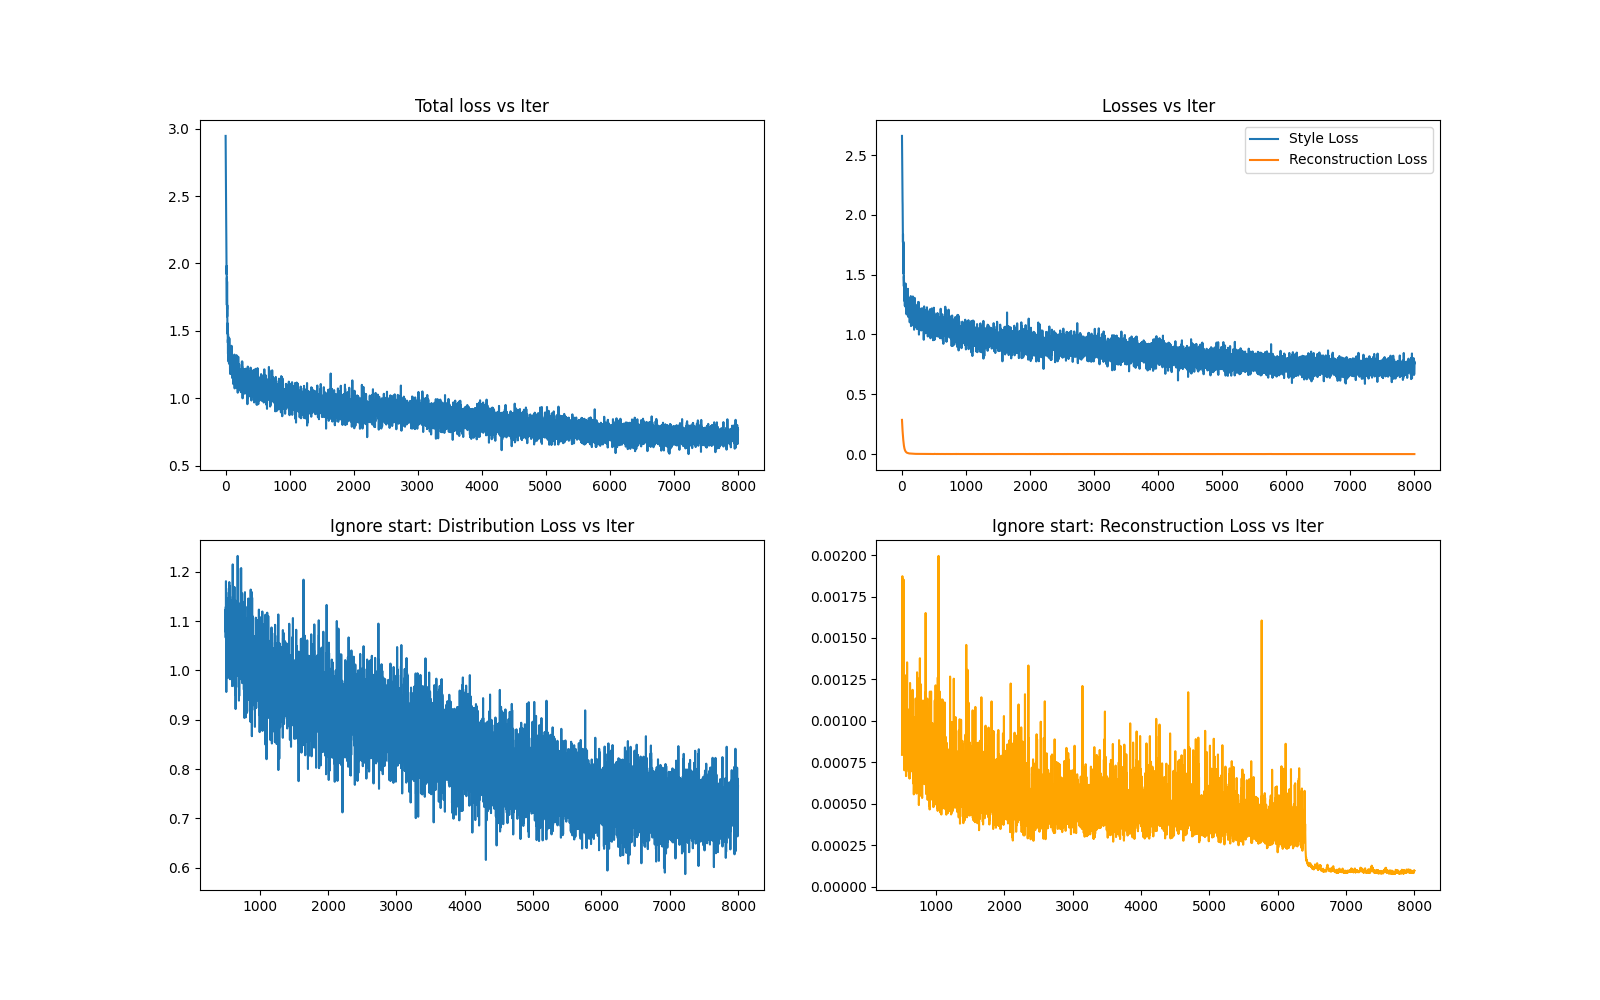 Total loss vs Iter
3.0
2.5
2.0
1.5
1.0
0.5
0 1000 2000 3000 4000 5000 6000 7000 8000
Losses vs Iter
Style Loss
Reconstruction Loss
2.5
2.0
1.5
1.0
0.5
0.0
0 1000 2000 3000 4000 5000 6000 7000 8000
Ignore start: Distribution Loss vs Iter
1.2
1.1
1.0
0.9
0.8
0.7
0.6
1000 2000 3000 4000 5000 6000 7000 8000
Ignore start: Reconstruction Loss vs Iter
0.00200
0.00175
0.00150
0.00125
0.00100
0.00075
0.00050
0.00025
0.00000
1000 2000 3000 4000 5000 6000 7000 8000